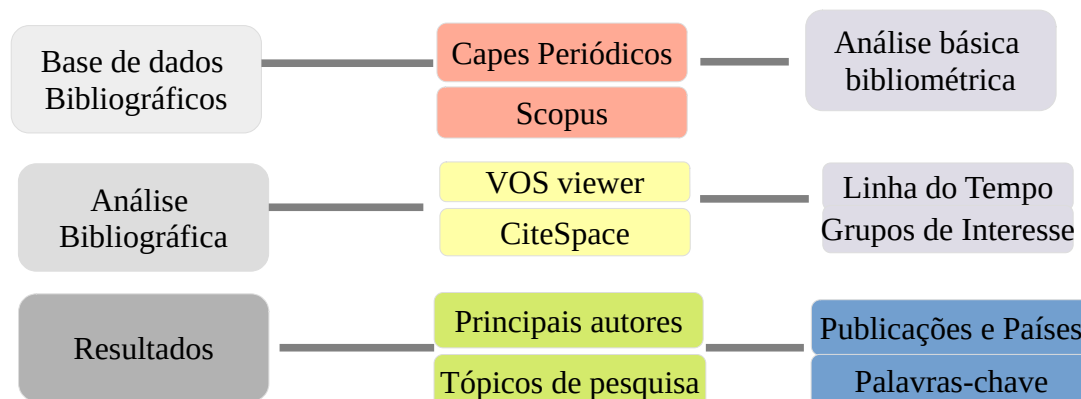 Base de dados
Bibliográficos
Capes Periódicos
Scopus
Análise básica
bibliométrica
Análise
Bibliográfica
VOS viewer
CiteSpace
Linha do Tempo
Grupos de Interesse
Resultados
Principais autores
Tópicos de pesquisa
Publicações e Países
Palavras-chave